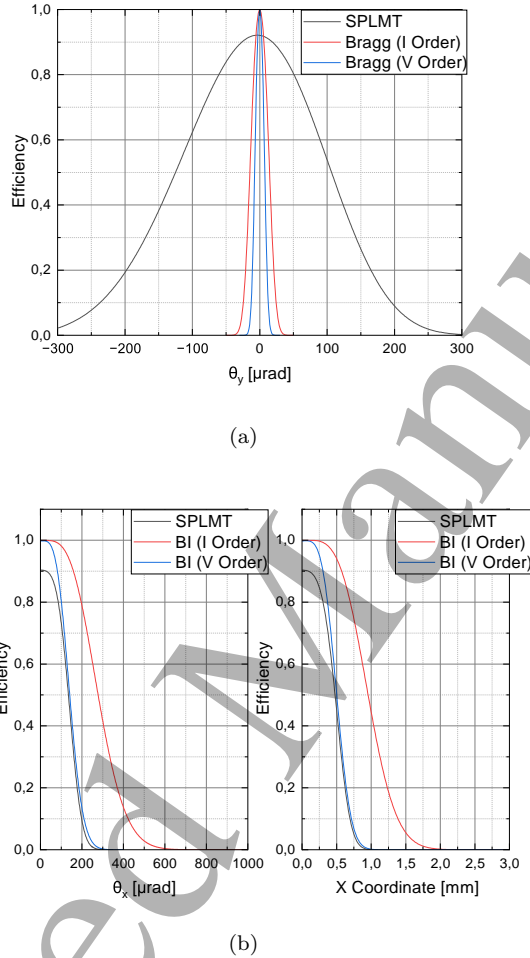 SPLMT
Bragg (I Order)
Bragg (V Order)
1,0
0,8
0,6
0,4
0,2
0,0
Efficiency
−300 −200 −100 0 100 200 300
θy [µrad]
(a)
SPLMT
BI (I Order)
BI (V Order)
1,0
0,8
0,6
0,4
0,2
0,0
Efficiency
0 200 400 600 800 1000
θx [µrad]
SPLMT
BI (I Order)
BI (V Order)
1,0
0,8
0,6
0,4
0,2
0,0
Efficiency
0,0 0,5 1,0 1,5 2,0 2,5 3,0
X Coordinate [mm]
(b)
ed Manu